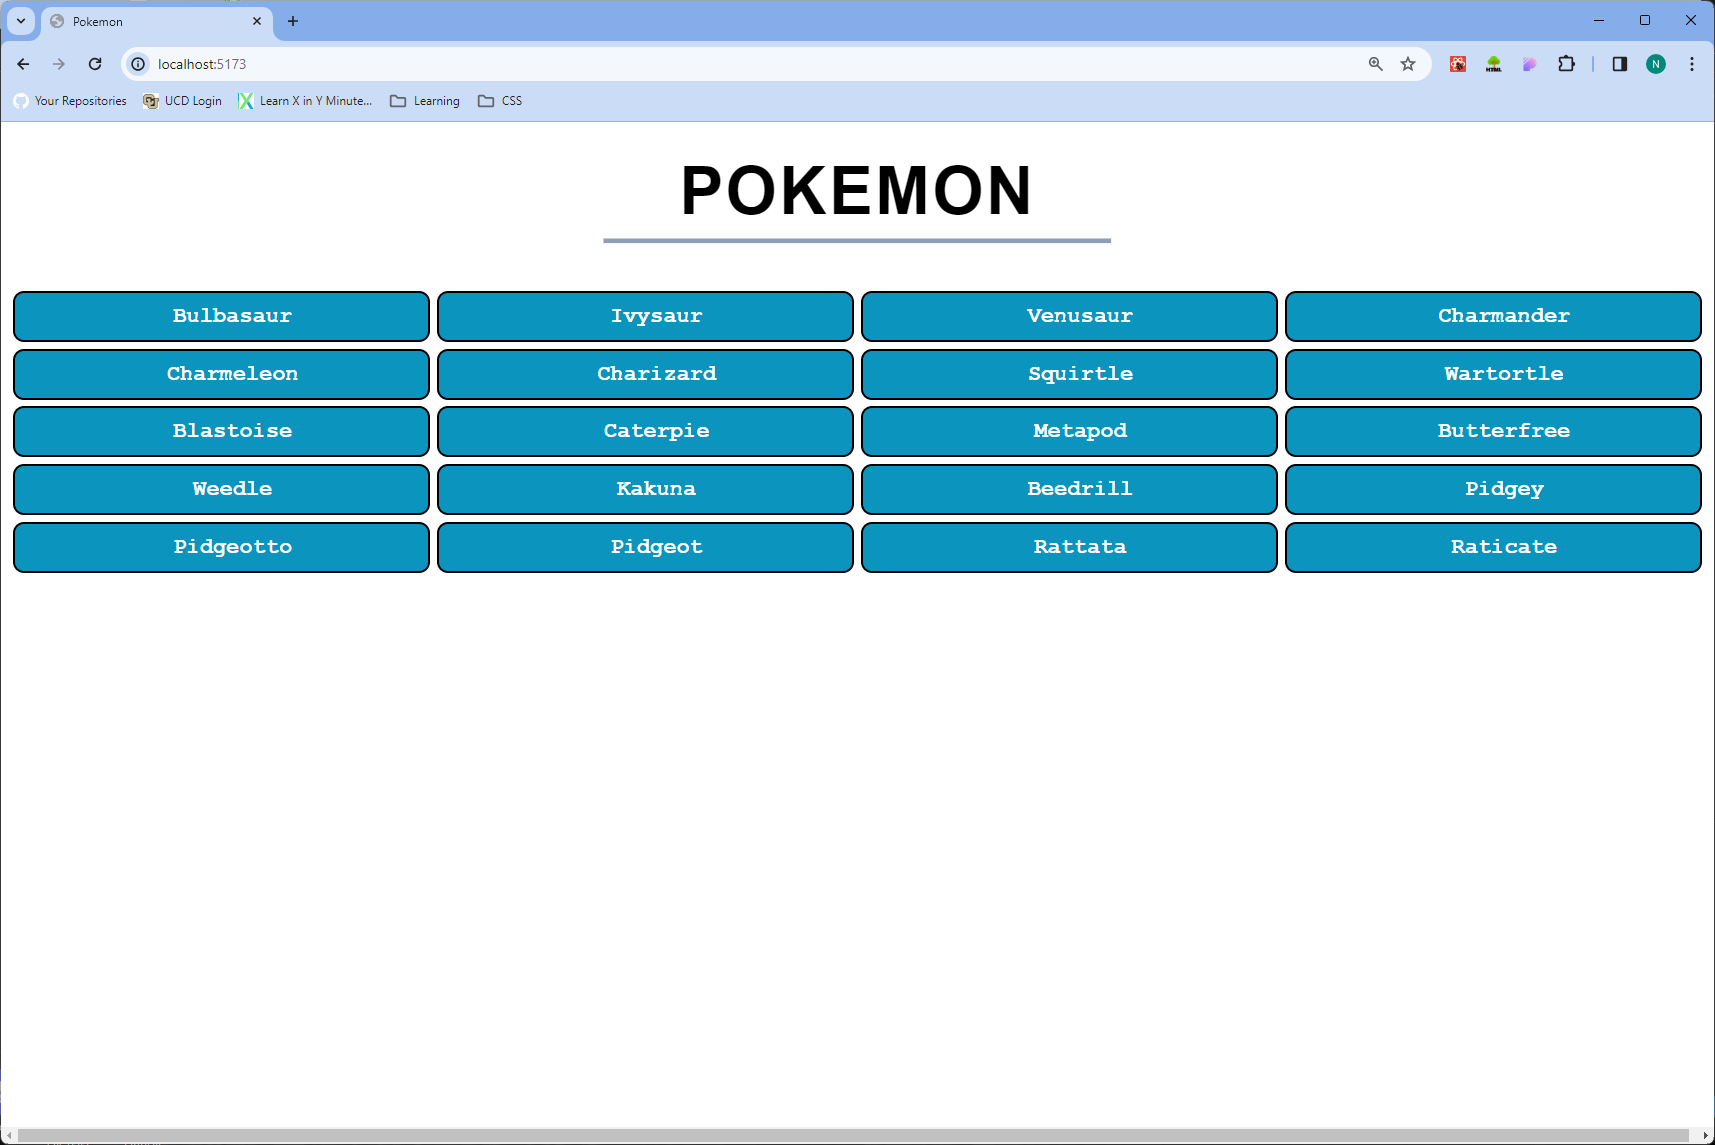 Pokemon
localhost:5173
N
Your Repositories UCD Login Learn X in Y Minute... Learning CSS
POKEMON
Bulbasaur Ivysaur Venusaur Charmander
Charmeleon Charizard Squirtle Wartortle
Blastoise Caterpie Metapod Butterfree
Weedle Kakuna Beedrill Pidgey
Pidgeotto Pidgeot Rattata Raticate